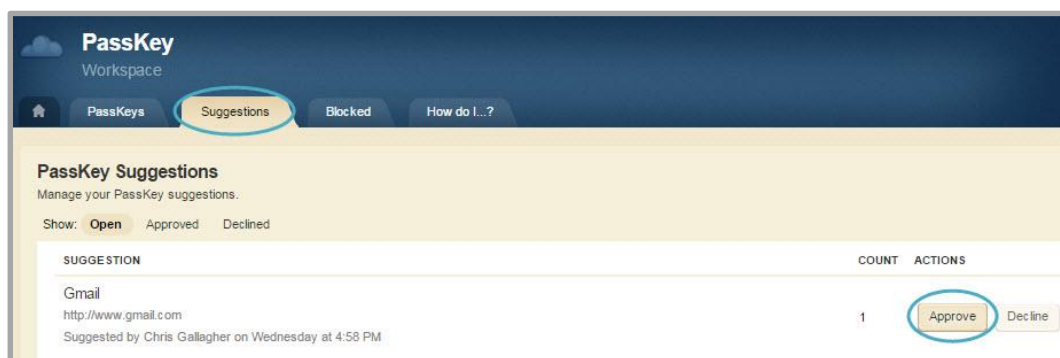 PassKey
Workspace
PassKeys Suggestions Blocked How do I...?
PassKey Suggestions
Manage your PassKey suggestions.
Show: Open Approved Declined
SUGGESTION COUNT ACTIONS
Gmail
http://www.gmail.com
1 Approve Decline
Suggested by Chris Gallagher on Wednesday at 4:58 PM